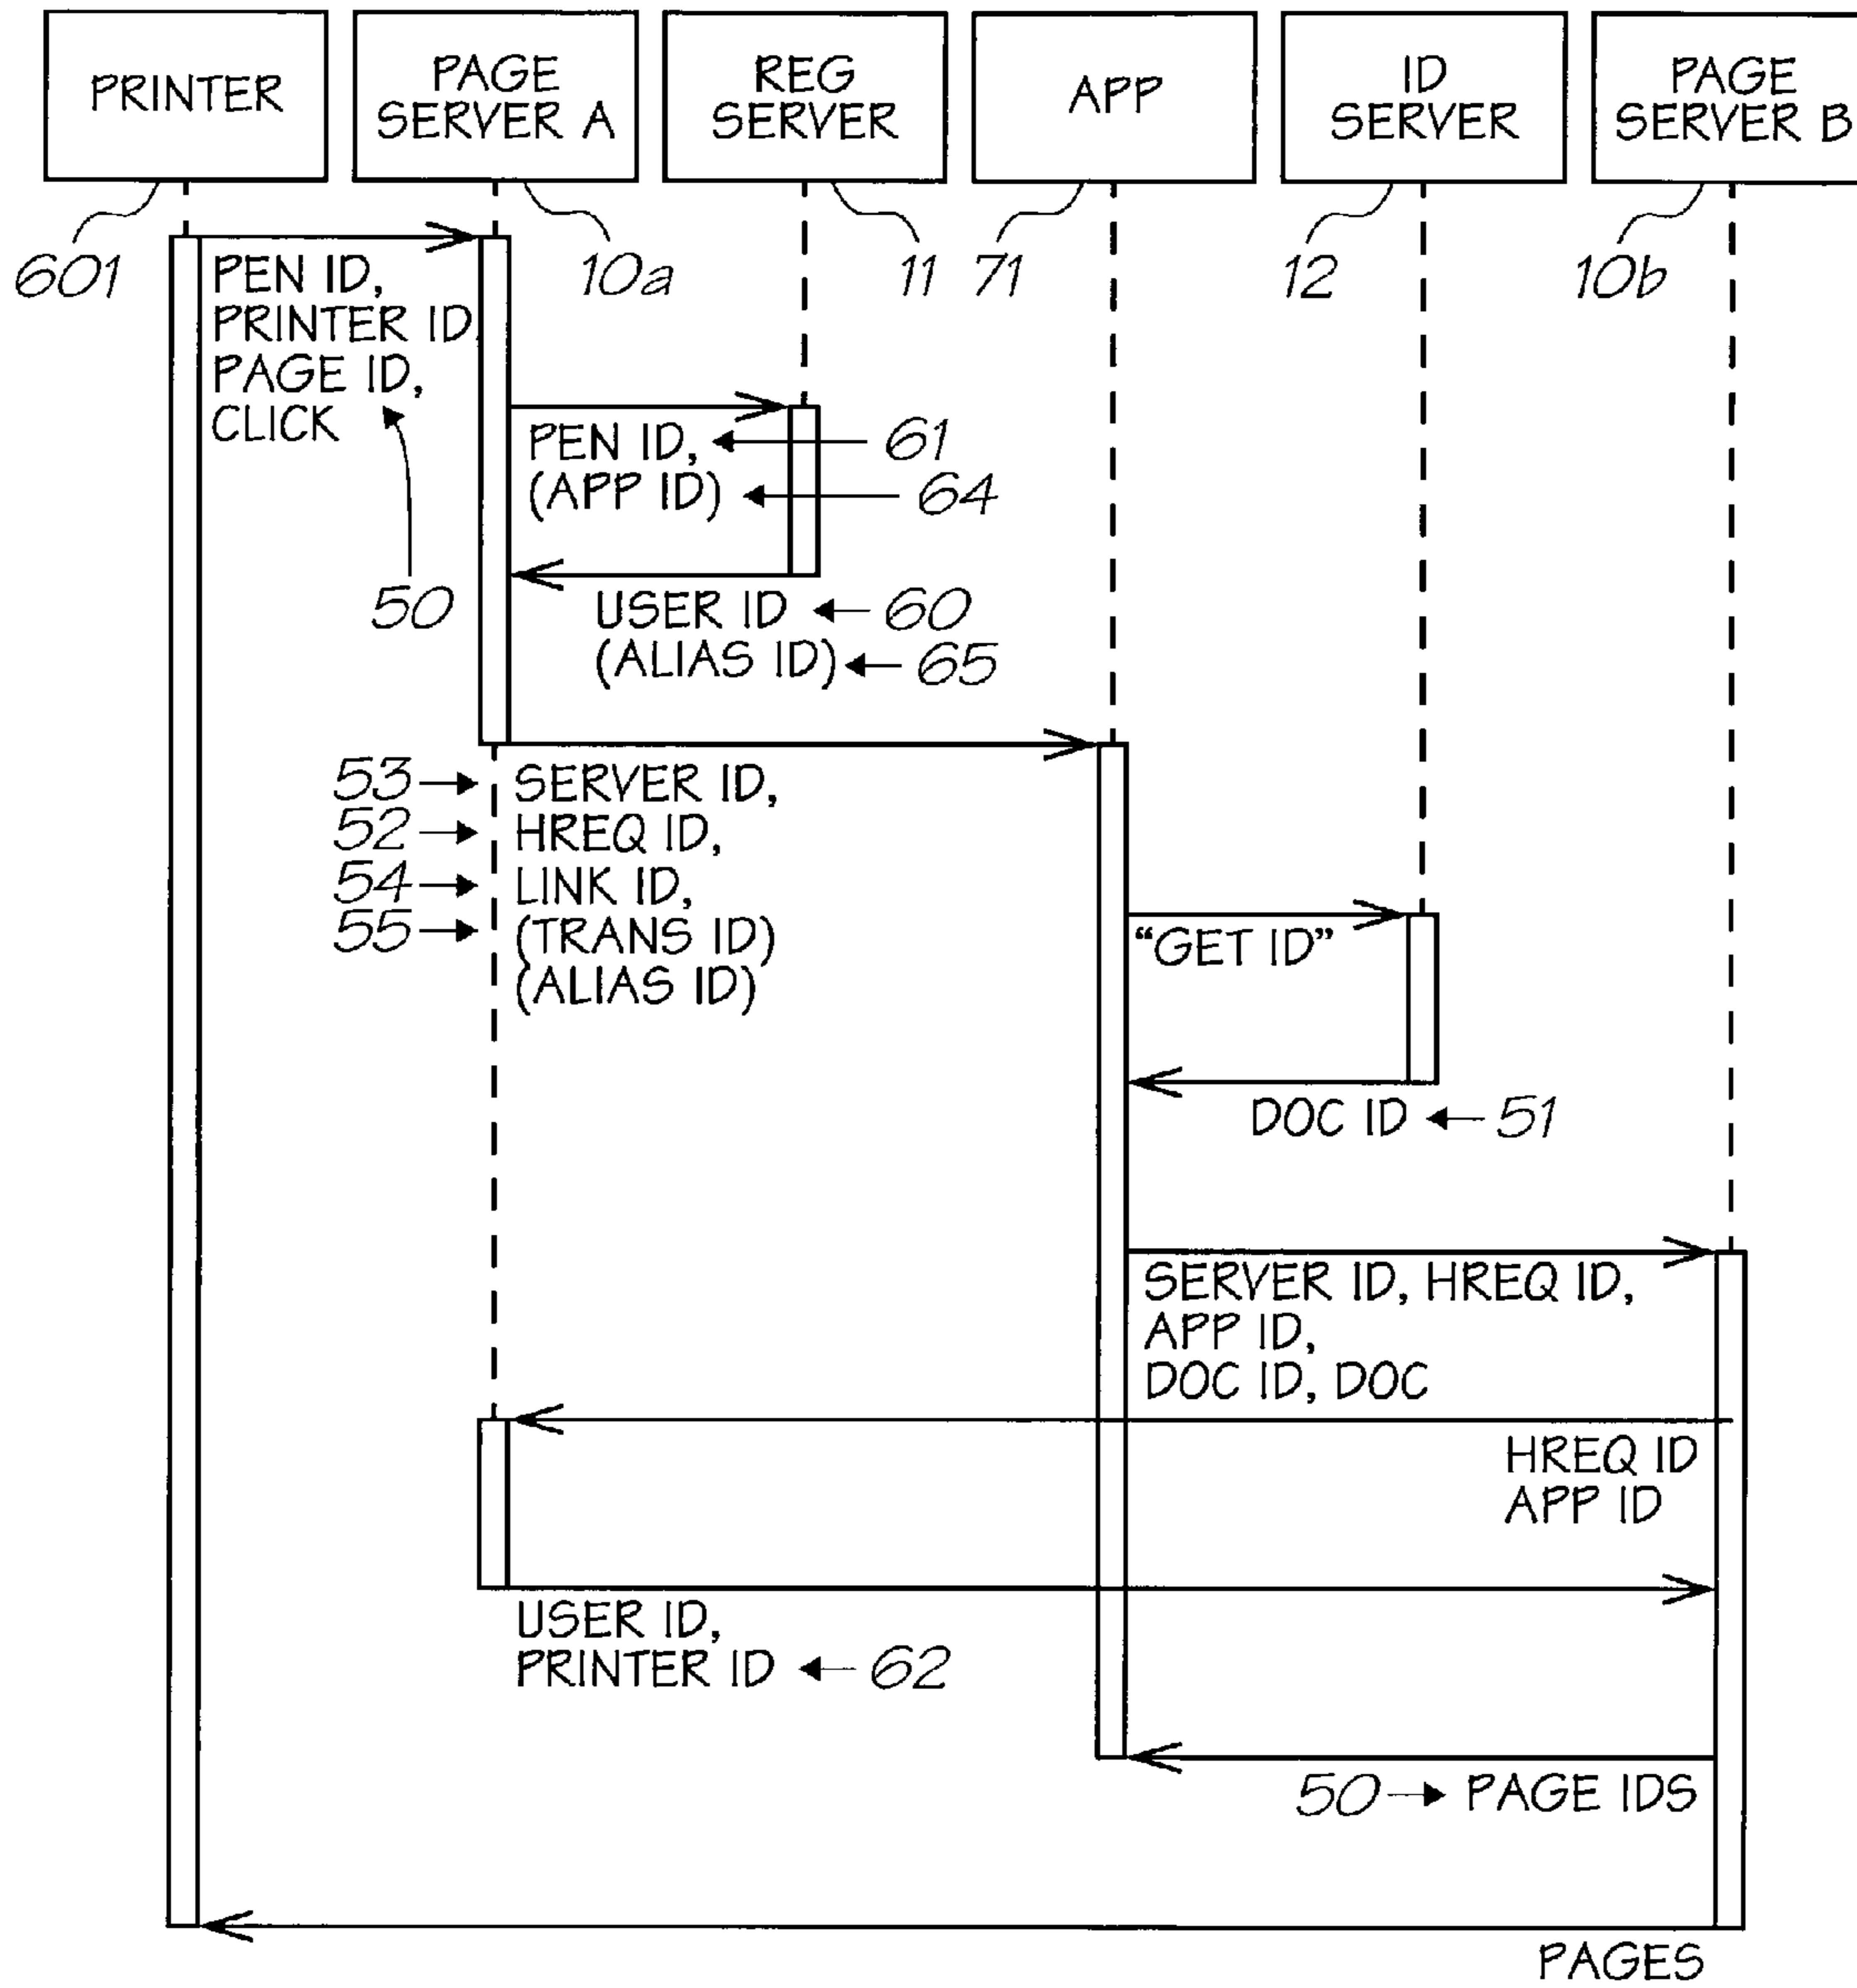 PRINTER
PAGE
SERVER A
REG
SERVER
APP
ID
SERVER
PAGE
SERVER B
601
10a
11
71
12
10b
PEN ID,
PRINTER ID
PAGE ID,
CLICK
50
PEN ID,
(APP ID)
61
64
USER ID
(ALIAS ID)
60
65
53
52
54
55
SERVER ID,
HREQ ID,
LINK ID,
(TRANS ID)
(ALIAS ID)
“GET ID”
DOC ID
51
SERVER ID, HREQ ID,
APP ID,
DOC ID, DOC
HREQ ID
APP ID
USER ID,
PRINTER ID
62
50
PAGE IDS
PAGES